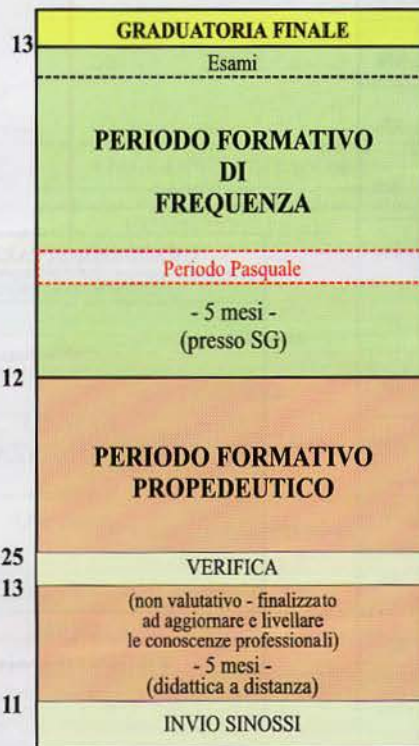 GRADUATORIA FINALE
13
Esami
PERIODO FORMATIVO
DI
FREQUENZA
Periodo Pasquale
- 5 mesi -
(presso SG)
12
PERIODO FORMATIVO
PROPEDEUTICO
25
VERIFICA
13
(non valutativo - finalizzato
ad aggiornare e livellare
le conoscenze professionali)
- 5 mesi -
(didattica a distanza)
11
INVIO SINOSSI